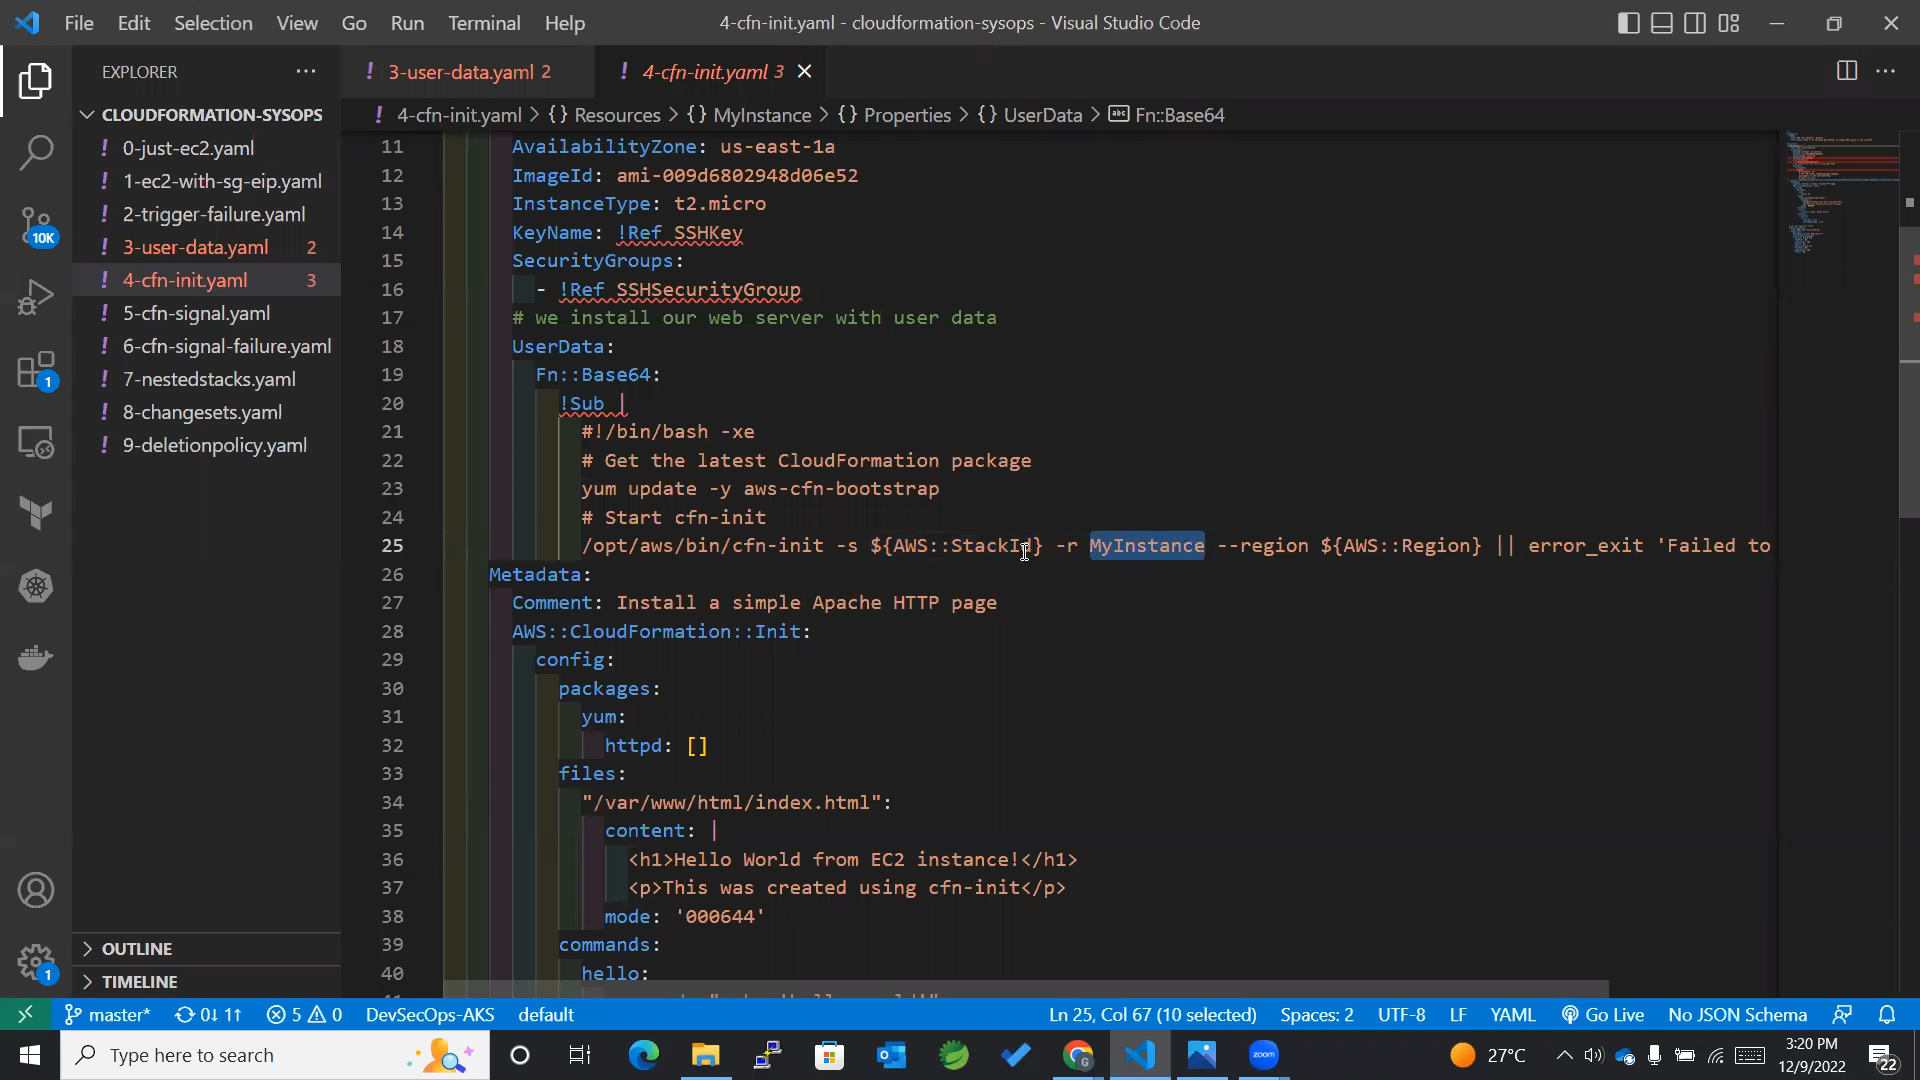 File Edit Selection View Go Run Terminal Help
4-cfn-init.yaml - cloudformation-sysops - Visual Studio Code
EXPLORER
CLOUDFORMATION-SYSOPS
! 0-just-ec2.yaml
! 1-ec2-with-sg-eip.yaml
! 2-trigger-failure.yaml
! 3-user-data.yaml 2
! 4-cfn-init.yaml 3
! 5-cfn-signal.yaml
! 6-cfn-signal-failure.yaml
! 7-nestedstacks.yaml
! 8-changesets.yaml
! 9-deletionpolicy.yaml
OUTLINE
TIMELINE
10K
1
1
! 3-user-data.yaml 2
! 4-cfn-init.yaml 3
! 4-cfn-init.yaml > {} Resources > {} MyInstance > {} Properties > {} UserData > abc Fn::Base64
11 AvailabilityZone: us-east-1a
12 ImageId: ami-009d6802948d06e52
13 InstanceType: t2.micro
14 KeyName: !Ref SSHKey
15 SecurityGroups:
16 - !Ref SSHSecurityGroup
17 # we install our web server with user data
18 UserData:
19 Fn::Base64:
20 !Sub |
21 #!/bin/bash -xe
22 # Get the latest CloudFormation package
23 yum update -y aws-cfn-bootstrap
24 # Start cfn-init
25 /opt/aws/bin/cfn-init -s ${AWS::StackId} -r MyInstance --region ${AWS::Region} || error_exit 'Failed to
26 Metadata:
27 Comment: Install a simple Apache HTTP page
28 AWS::CloudFormation::Init:
29 config:
30 packages:
31 yum:
32 httpd: []
33 files:
34 "/var/www/html/index.html":
35 content: |
36 <h1>Hello World from EC2 instance!</h1>
37 <p>This was created using cfn-init</p>
38 mode: '000644'
39 commands:
40 hello:
master* 0↓ 1↑ 5 0 DevSecOps-AKS default
Ln 25, Col 67 (10 selected) Spaces: 2 UTF-8 LF YAML Go Live No JSON Schema
Type here to search
zoom
27°C
3:20 PM
12/9/2022
22